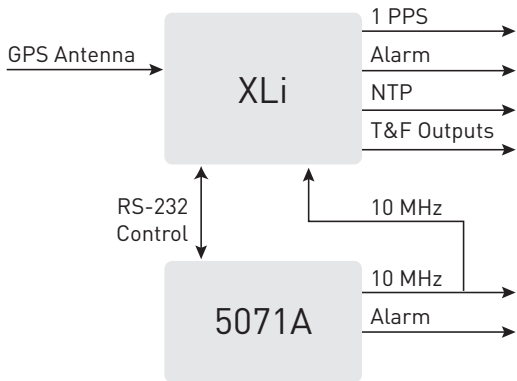 1 PPS
GPS Antenna
Alarm
XLi
NTP
T&F Outputs
RS-232
Control
10 MHz
10 MHz
5071A
Alarm